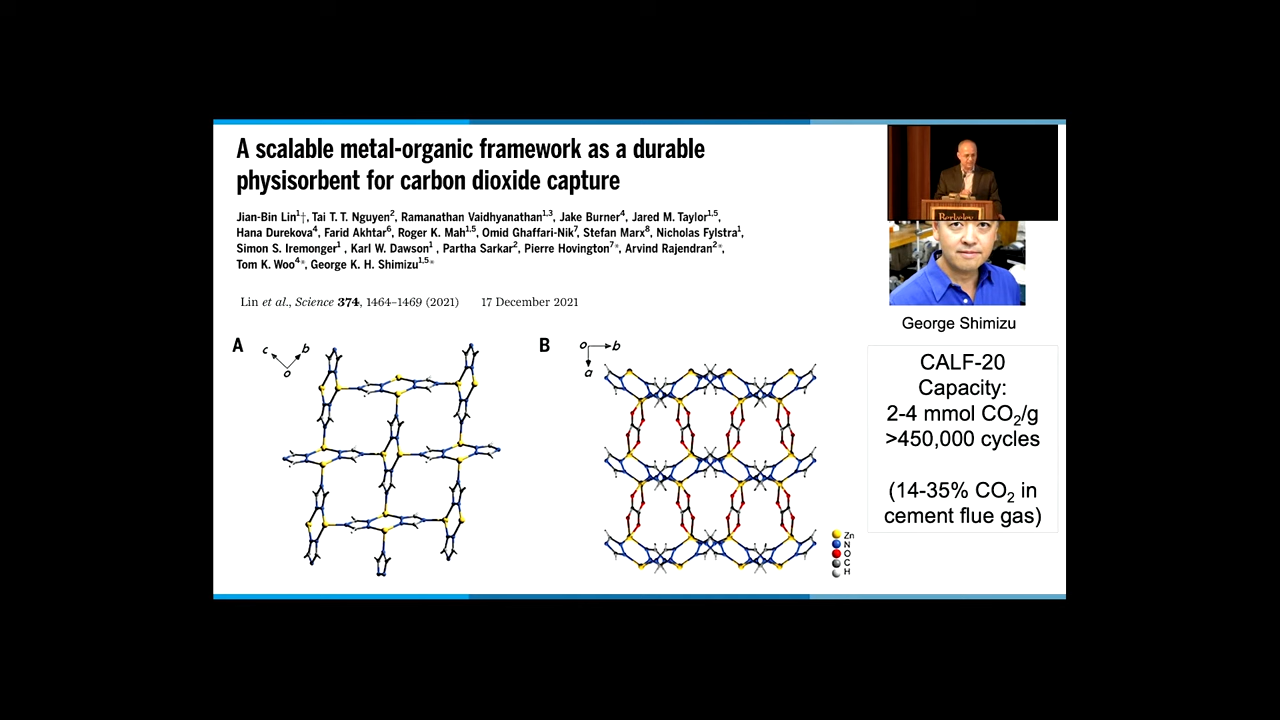 A scalable metal-organic framework as a durable
physisorbent for carbon dioxide capture
Jian-Bin Lin¹†, Tai T. T. Nguyen², Ramanathan Vaidhyanathan¹,³, Jake Burner⁴, Jared M. Taylor¹,⁵,
Hana Durekova⁴, Farid Akhtar⁶, Roger K. Mah¹,⁵, Omid Ghaffari-Nik⁷, Stefan Marx⁸, Nicholas Fylstra¹,
Simon S. Iremonger¹ , Karl W. Dawson¹ , Partha Sarkar², Pierre Hovington⁷*, Arvind Rajendran²*,
Tom K. Woo⁴*, George K. H. Shimizu¹,⁵*
Lin et al., Science 374, 1464–1469 (2021) 17 December 2021
Berkeley
George Shimizu
CALF-20
Capacity:
2-4 mmol CO₂/g
>450,000 cycles
(14-35% CO₂ in
cement flue gas)
A
c
b
o
B
o
b
a
Zn
N
O
C
H